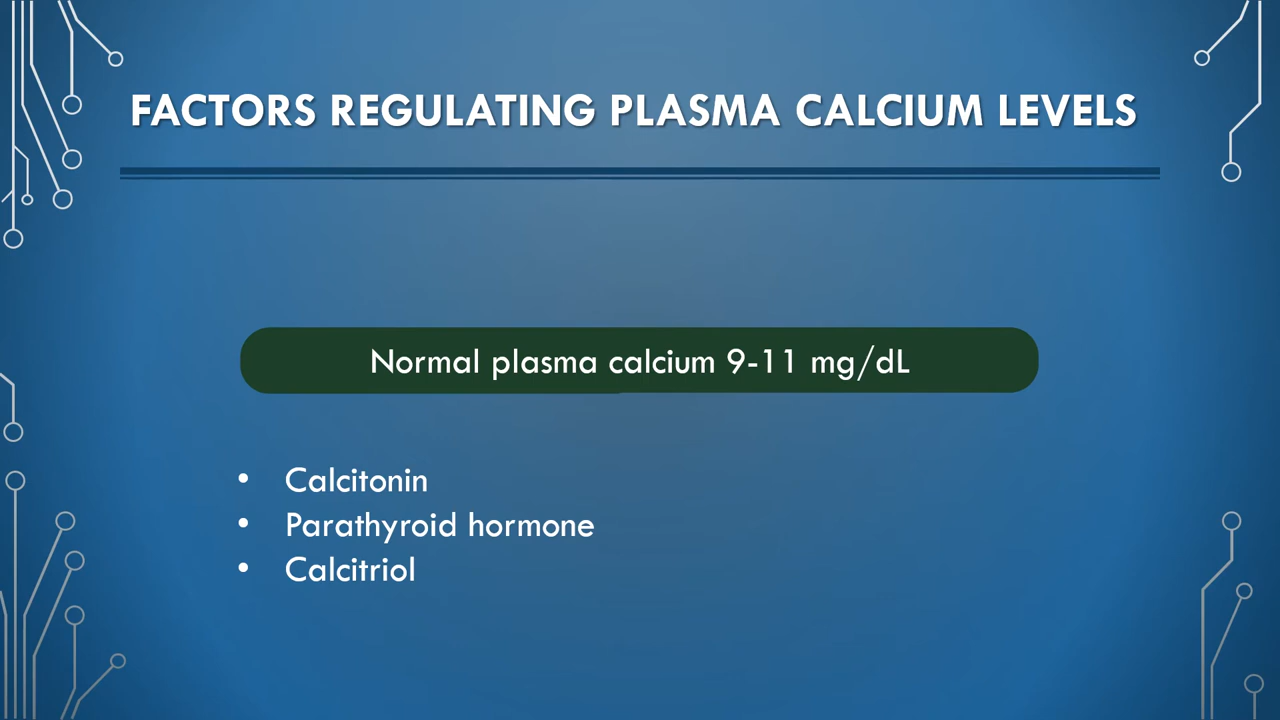 FACTORS REGULATING PLASMA CALCIUM LEVELS
Normal plasma calcium 9-11 mg/dL
• Calcitonin
• Parathyroid hormone
• Calcitriol